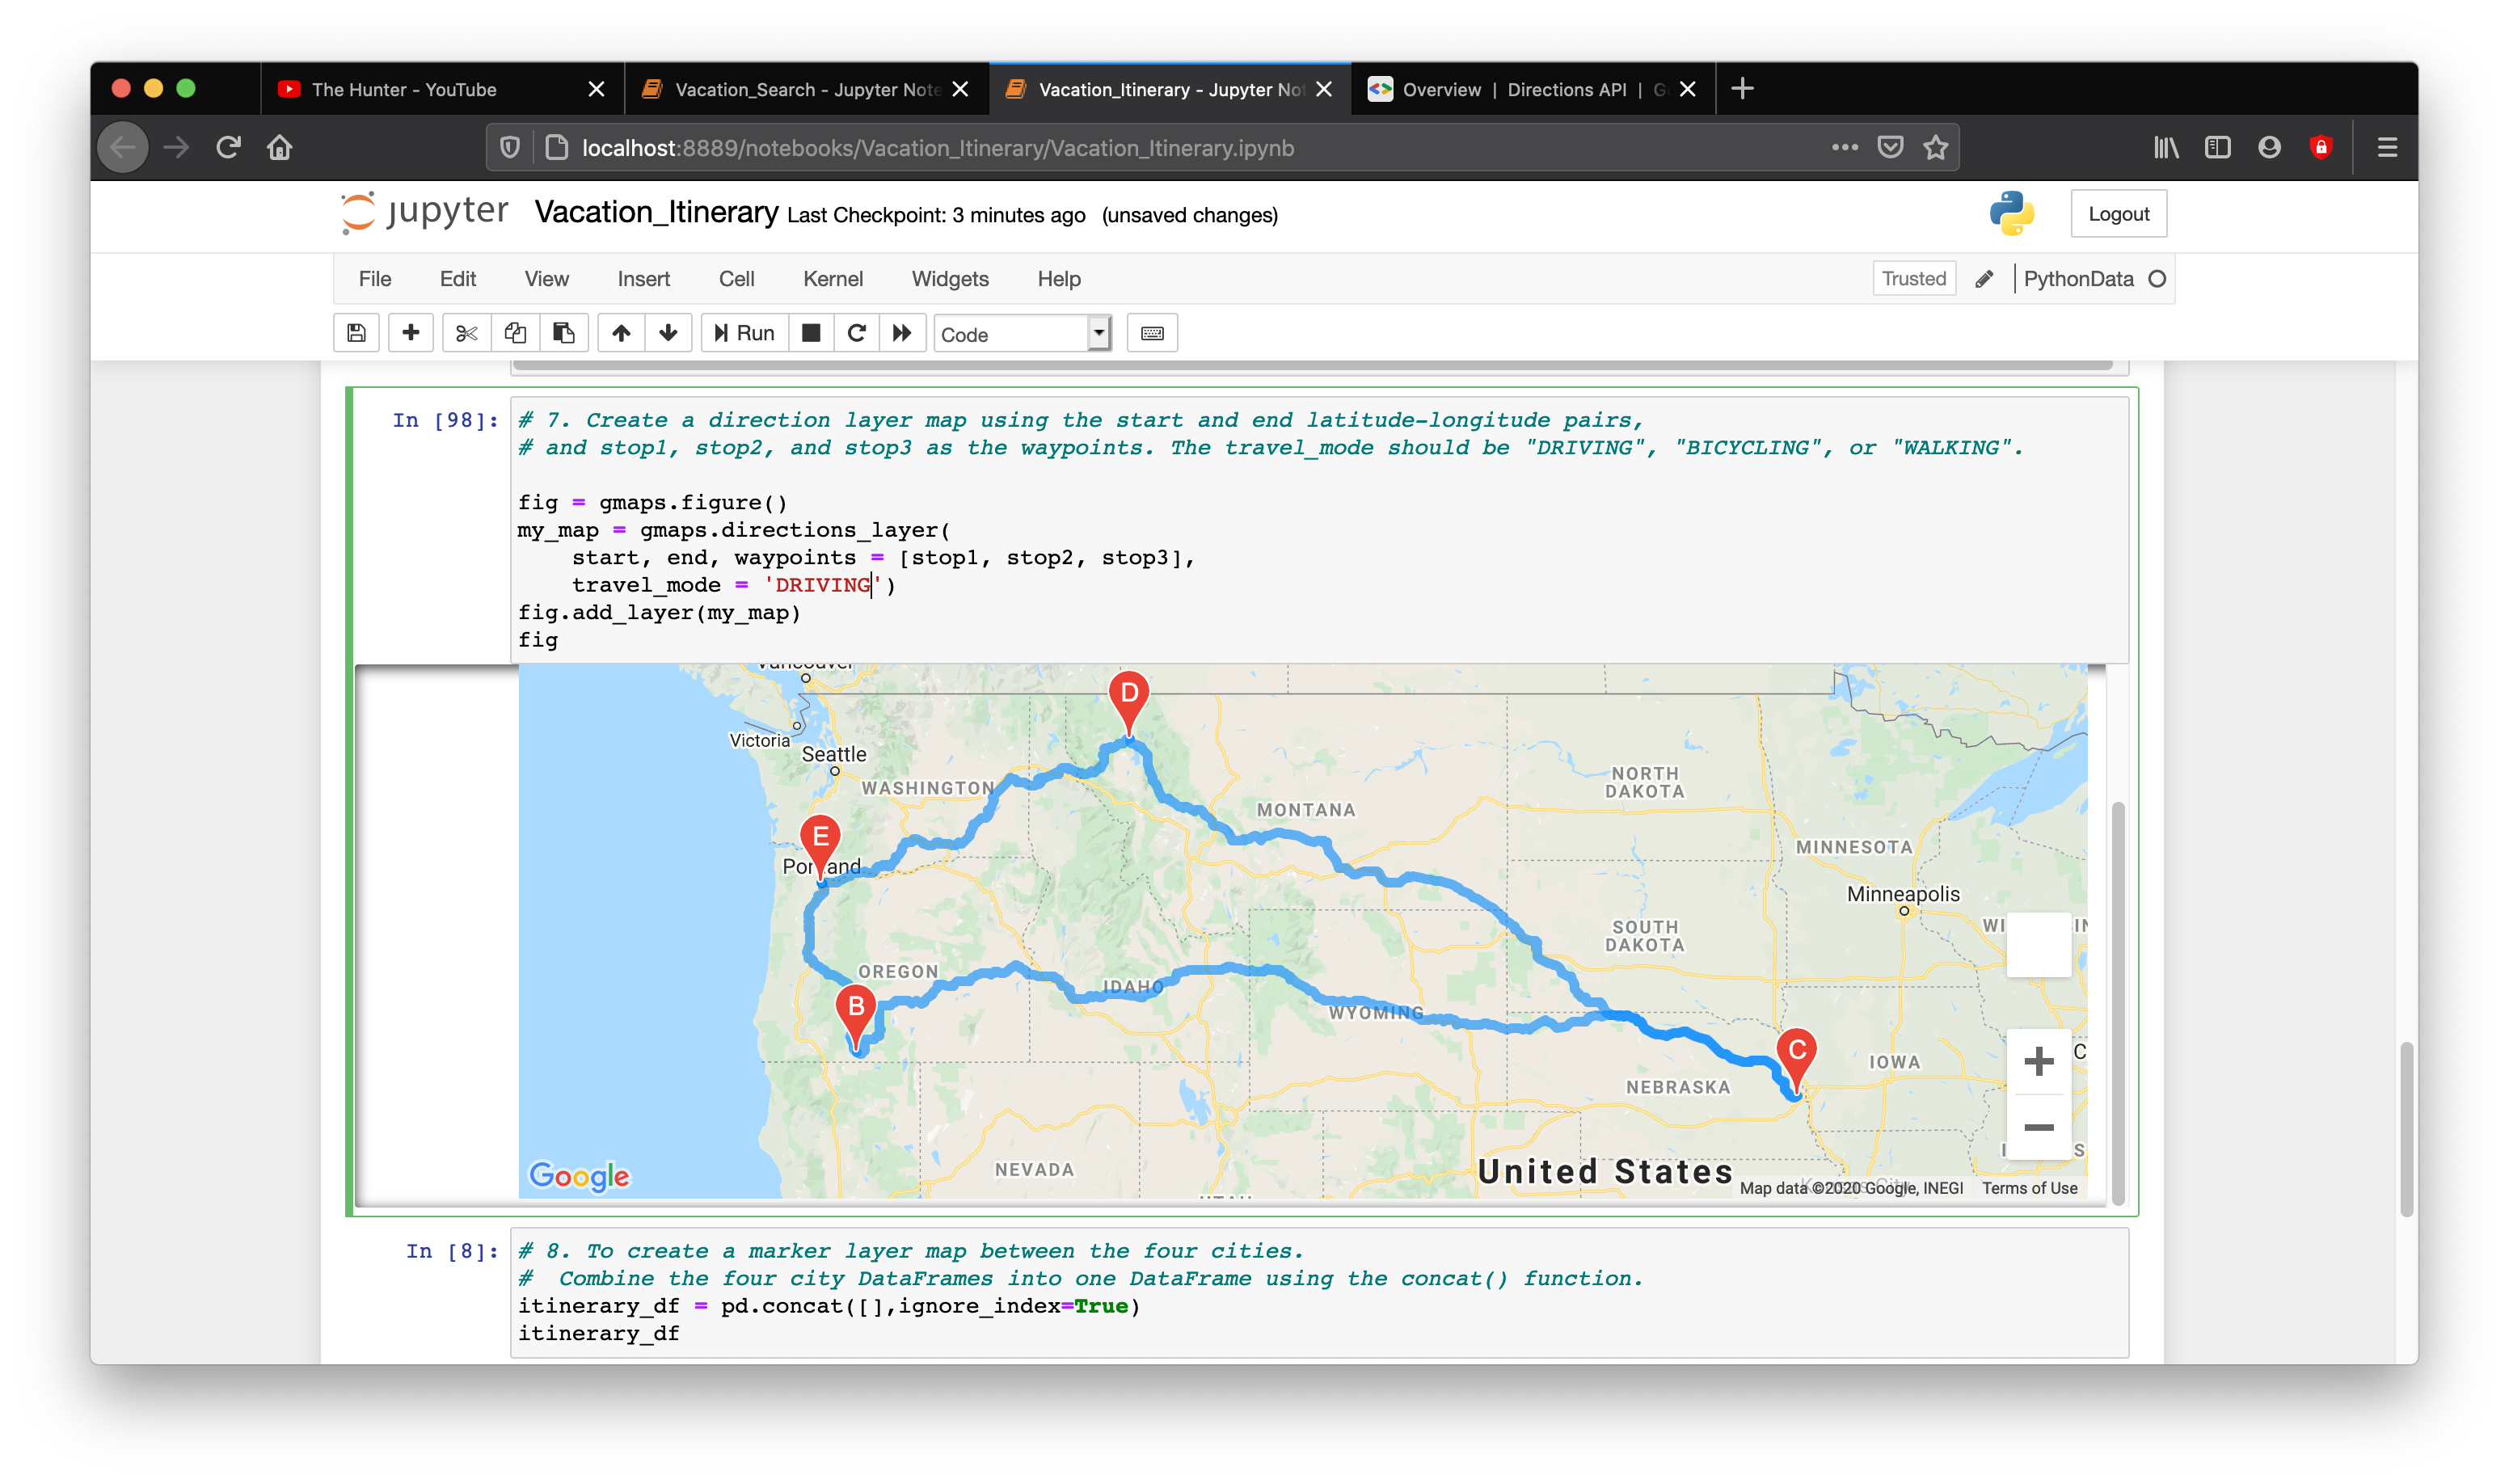 The Hunter - YouTube
Vacation_Search - Jupyter Note
Vacation_Itinerary - Jupyter Not
Overview | Directions API | G
localhost:8889/notebooks/Vacation_Itinerary/Vacation_Itinerary.ipynb
jupyter Vacation_Itinerary Last Checkpoint: 3 minutes ago (unsaved changes)
Logout
File Edit View Insert Cell Kernel Widgets Help
Trusted PythonData
Run Code
In [98]:
# 7. Create a direction layer map using the start and end latitude-longitude pairs,
# and stop1, stop2, and stop3 as the waypoints. The travel_mode should be "DRIVING", "BICYCLING", or "WALKING".
fig = gmaps.figure()
my_map = gmaps.directions_layer(
start, end, waypoints = [stop1, stop2, stop3],
travel_mode = 'DRIVING')
fig.add_layer(my_map)
fig
Vancouver
D
Victoria
Seattle
WASHINGTON
NORTH
DAKOTA
MONTANA
E
MINNESOTA
Portland
Minneapolis
SOUTH
DAKOTA
WI IN
OREGON
IDAHO
B
WYOMING
C
IOWA
C
NEBRASKA
NEVADA
United States
I S
Google
UTAH
Kansas City
Map data ©2020 Google, INEGI Terms of Use
In [8]:
# 8. To create a marker layer map between the four cities.
#  Combine the four city DataFrames into one DataFrame using the concat() function.
itinerary_df = pd.concat([],ignore_index=True)
itinerary_df